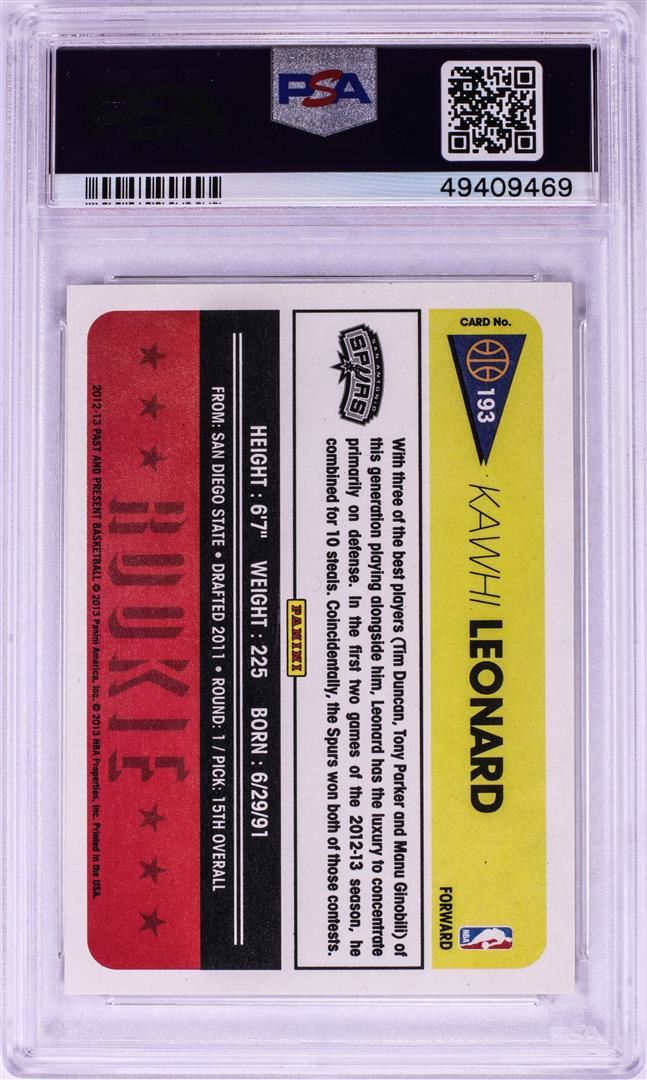 PSA
49409469
CARD No.
193
KAWHI LEONARD
FORWARD
NBA
SAN ANTONIO
SPURS
With three of the best players (Tim Duncan, Tony Parker and Manu Ginobili) of
this generation playing alongside him, Leonard has the luxury to concentrate
primarily on defense. In the first two games of the 2012-13 season, he
combined for 10 steals. Coincidentally, the Spurs won both of those contests.
PANINI
HEIGHT : 6'7" WEIGHT : 225 BORN : 6/29/91
FROM: SAN DIEGO STATE • DRAFTED 2011 • ROUND: 1 / PICK: 15TH OVERALL
ROOKIE
2012-13 PAST AND PRESENT BASKETBALL © 2013 Panini America, Inc. © 2013 NBA Properties, Inc. Printed in the USA.
PSA